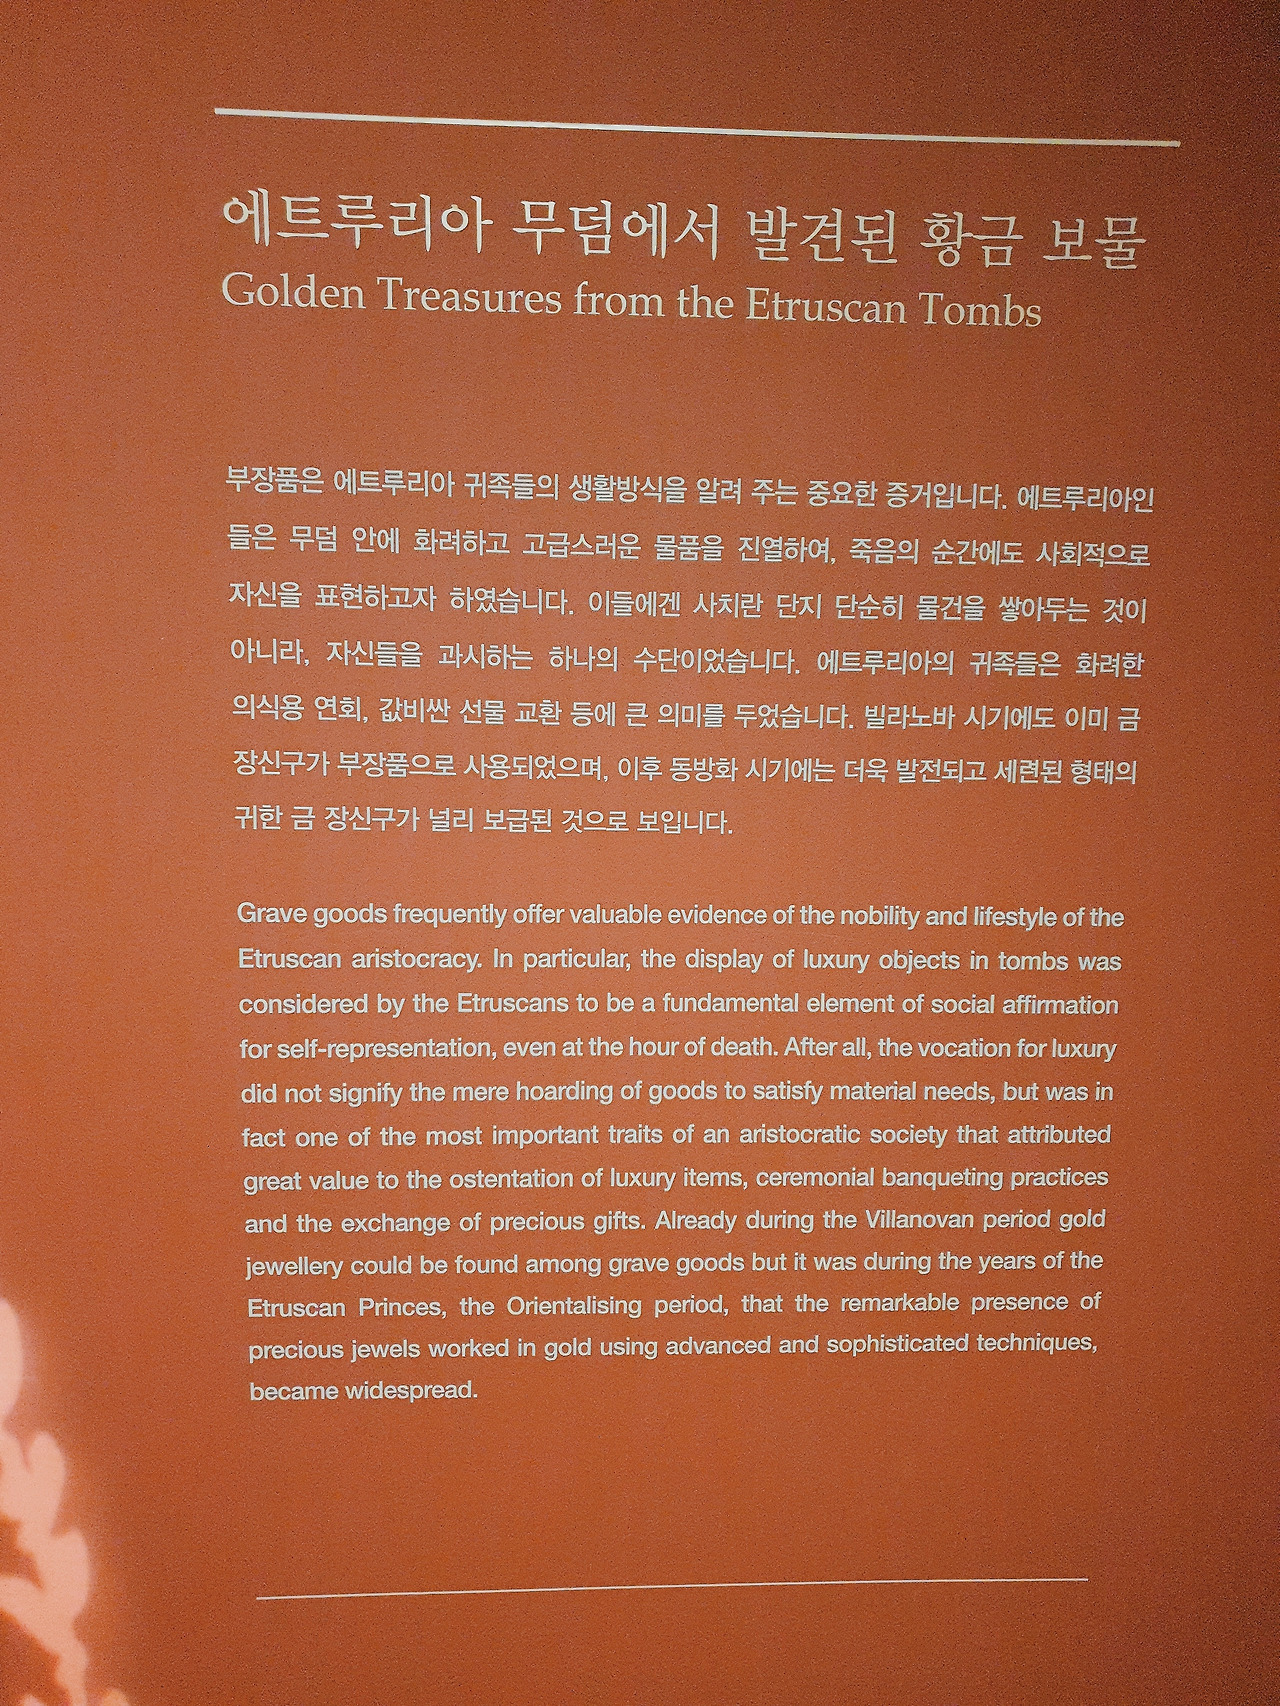 에트루리아 무덤에서 발견된 황금 보물
Golden Treasures from the Etruscan Tombs
부장품은 에트루리아 귀족들의 생활방식을 알려 주는 중요한 증거입니다. 에트루리아인
들은 무덤 안에 화려하고 고급스러운 물품을 진열하여, 죽음의 순간에도 사회적으로
자신을 표현하고자 하였습니다. 이들에겐 사치란 단지 단순히 물건을 쌓아두는 것이
아니라, 자신들을 과시하는 하나의 수단이었습니다. 에트루리아의 귀족들은 화려한
의식용 연회, 값비싼 선물 교환 등에 큰 의미를 두었습니다. 빌라노바 시기에도 이미 금
장신구가 부장품으로 사용되었으며, 이후 동방화 시기에는 더욱 발전되고 세련된 형태의
귀한 금 장신구가 널리 보급된 것으로 보입니다.
Grave goods frequently offer valuable evidence of the nobility and lifestyle of the
Etruscan aristocracy. In particular, the display of luxury objects in tombs was
considered by the Etruscans to be a fundamental element of social affirmation
for self-representation, even at the hour of death. After all, the vocation for luxury
did not signify the mere hoarding of goods to satisfy material needs, but was in
fact one of the most important traits of an aristocratic society that attributed
great value to the ostentation of luxury items, ceremonial banqueting practices
and the exchange of precious gifts. Already during the Villanovan period gold
jewellery could be found among grave goods but it was during the years of the
Etruscan Princes, the Orientalising period, that the remarkable presence of
precious jewels worked in gold using advanced and sophisticated techniques,
became widespread.